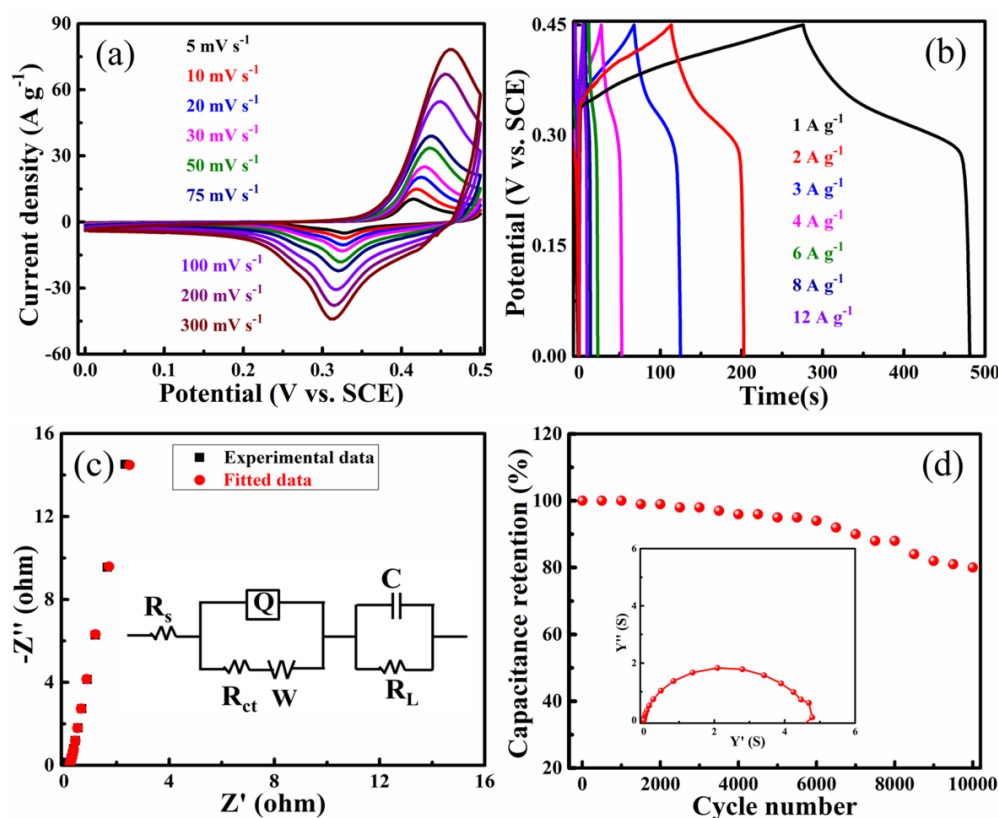 (a)
Current density (A g⁻¹)
90
60
30
0
-30
-60
5 mV s⁻¹
10 mV s⁻¹
20 mV s⁻¹
30 mV s⁻¹
50 mV s⁻¹
75 mV s⁻¹
100 mV s⁻¹
200 mV s⁻¹
300 mV s⁻¹
0.0 0.1 0.2 0.3 0.4 0.5
Potential (V vs. SCE)
(b)
Potential (V vs. SCE)
0.45
0.30
0.15
0.00
1 A g⁻¹
2 A g⁻¹
3 A g⁻¹
4 A g⁻¹
6 A g⁻¹
8 A g⁻¹
12 A g⁻¹
0 100 200 300 400 500
Time(s)
(c)
-Z'' (ohm)
16
12
8
4
0
Experimental data
Fitted data
Rs
Q
Rct
W
C
RL
0 4 8 12 16
Z' (ohm)
(d)
Capacitance retention (%)
120
100
80
60
40
20
Y'' (S)
6
4
2
0
0 2 4 6
Y' (S)
0 2000 4000 6000 8000 10000
Cycle number